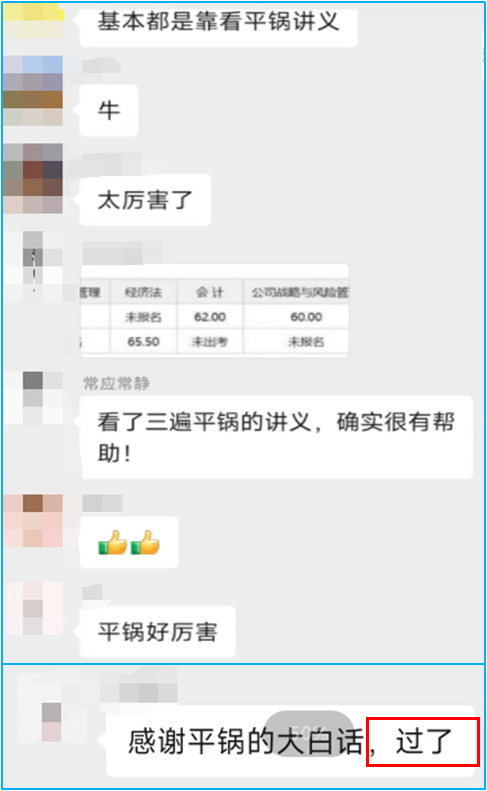 基本都是靠看平锅讲义
牛
太厉害了
管理 经济法 会 计 公司战略与风险管
未报名 62.00 60.00
65.50 未出考 未报名
常应常静
看了三遍平锅的讲义，确实很有帮
助！
平锅好厉害
感谢平锅的大白话，过了